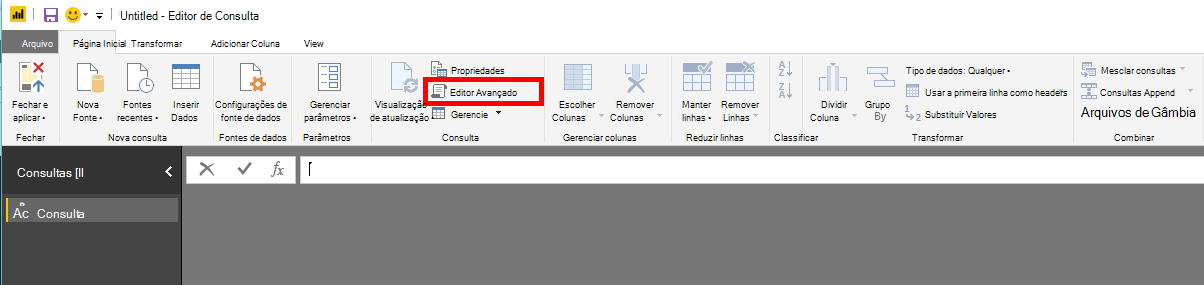 Untitled - Editor de Consulta
Arquivo Página Inicial Transformar Adicionar Coluna View
Fechar e aplicar
Nova Fonte
Fontes recentes
Inserir Dados
Configurações de fonte de dados
Gerenciar parâmetros
Visualização de atualização
Propriedades
Editor Avançado
Gerencie
Escolher Colunas
Remover Colunas
Manter linhas
Remover Linhas
Dividir Coluna
Grupo By
Tipo de dados: Qualquer
Usar a primeira linha como headers
Substituir Valores
Mesclar consultas
Consultas Append
Arquivos de Gâmbia
Fechar Nova consulta Fontes de dados Parâmetros Consulta Gerenciar colunas Reduzir linhas Classificar Transformar Combinar
Consultas [II
fx
Consulta